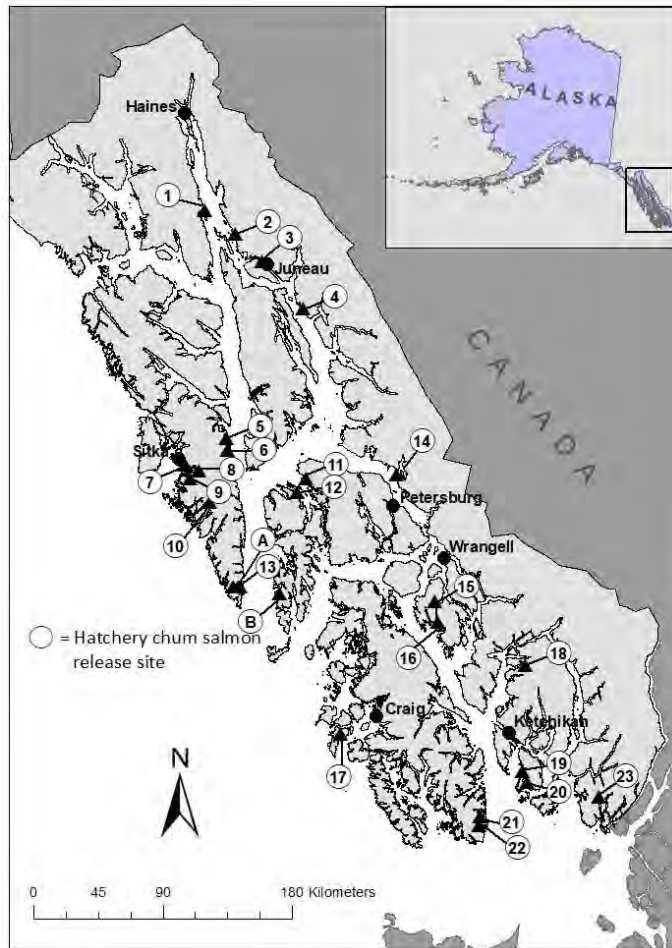 ALASKA
Haines
1
2
3
Juneau
4
CANADA
5
Sitka
6
7
8
9
10
11
12
14
Petersburg
A
13
Wrangell
B
15
= Hatchery chum salmon
release site
16
18
Craig
Ketchikan
17
19
20
23
21
22
N
0 45 90 180 Kilometers